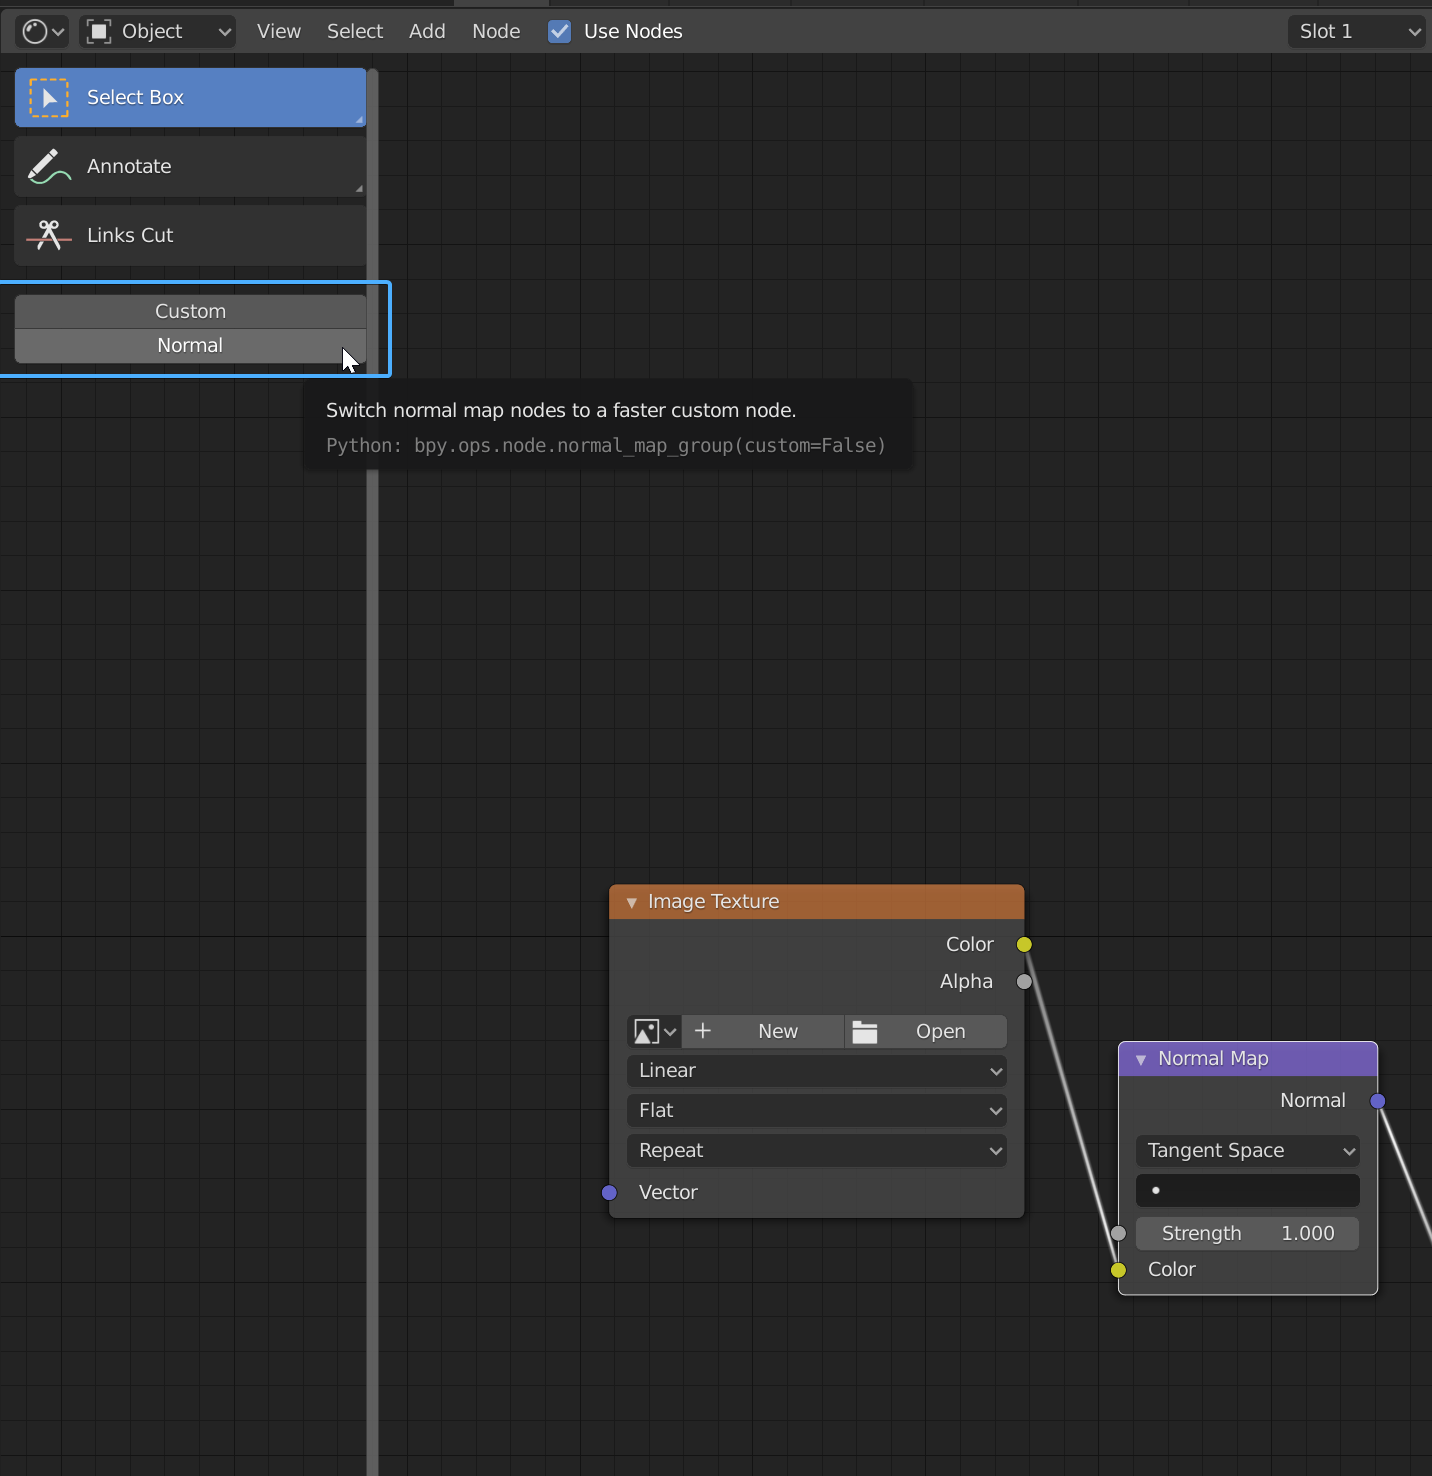 Object View Select Add Node Use Nodes Slot 1
Select Box
Annotate
Links Cut
Custom
Normal
Switch normal map nodes to a faster custom node.
Python: bpy.ops.node.normal_map_group(custom=False)
Image Texture
Color
Alpha
New Open
Linear
Flat
Repeat
Vector
Normal Map
Normal
Tangent Space
Strength 1.000
Color